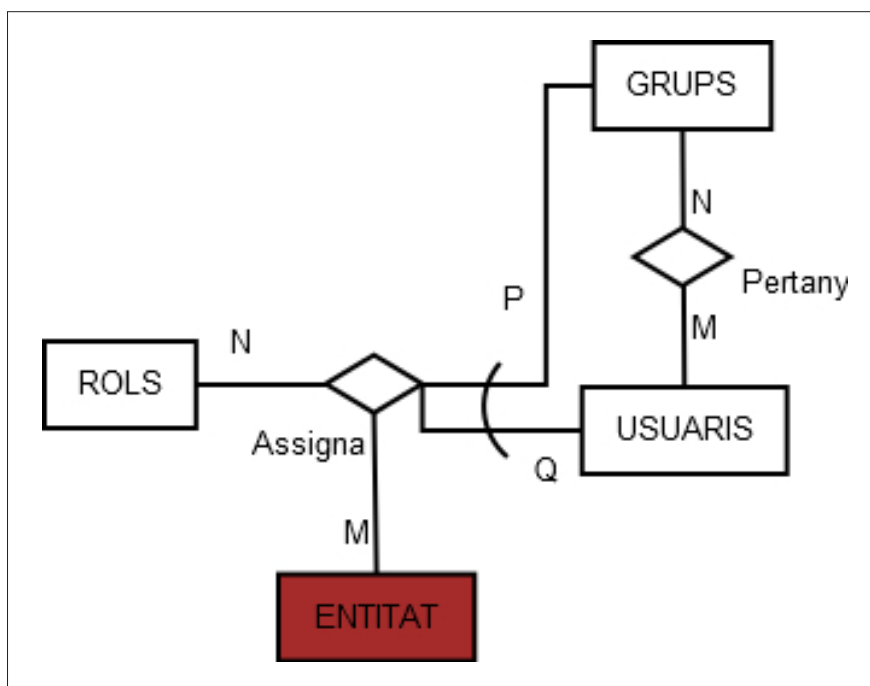 GRUPS
N
Pertany
P
M
N
ROLS
USUARIS
Assigna
Q
M
ENTITAT